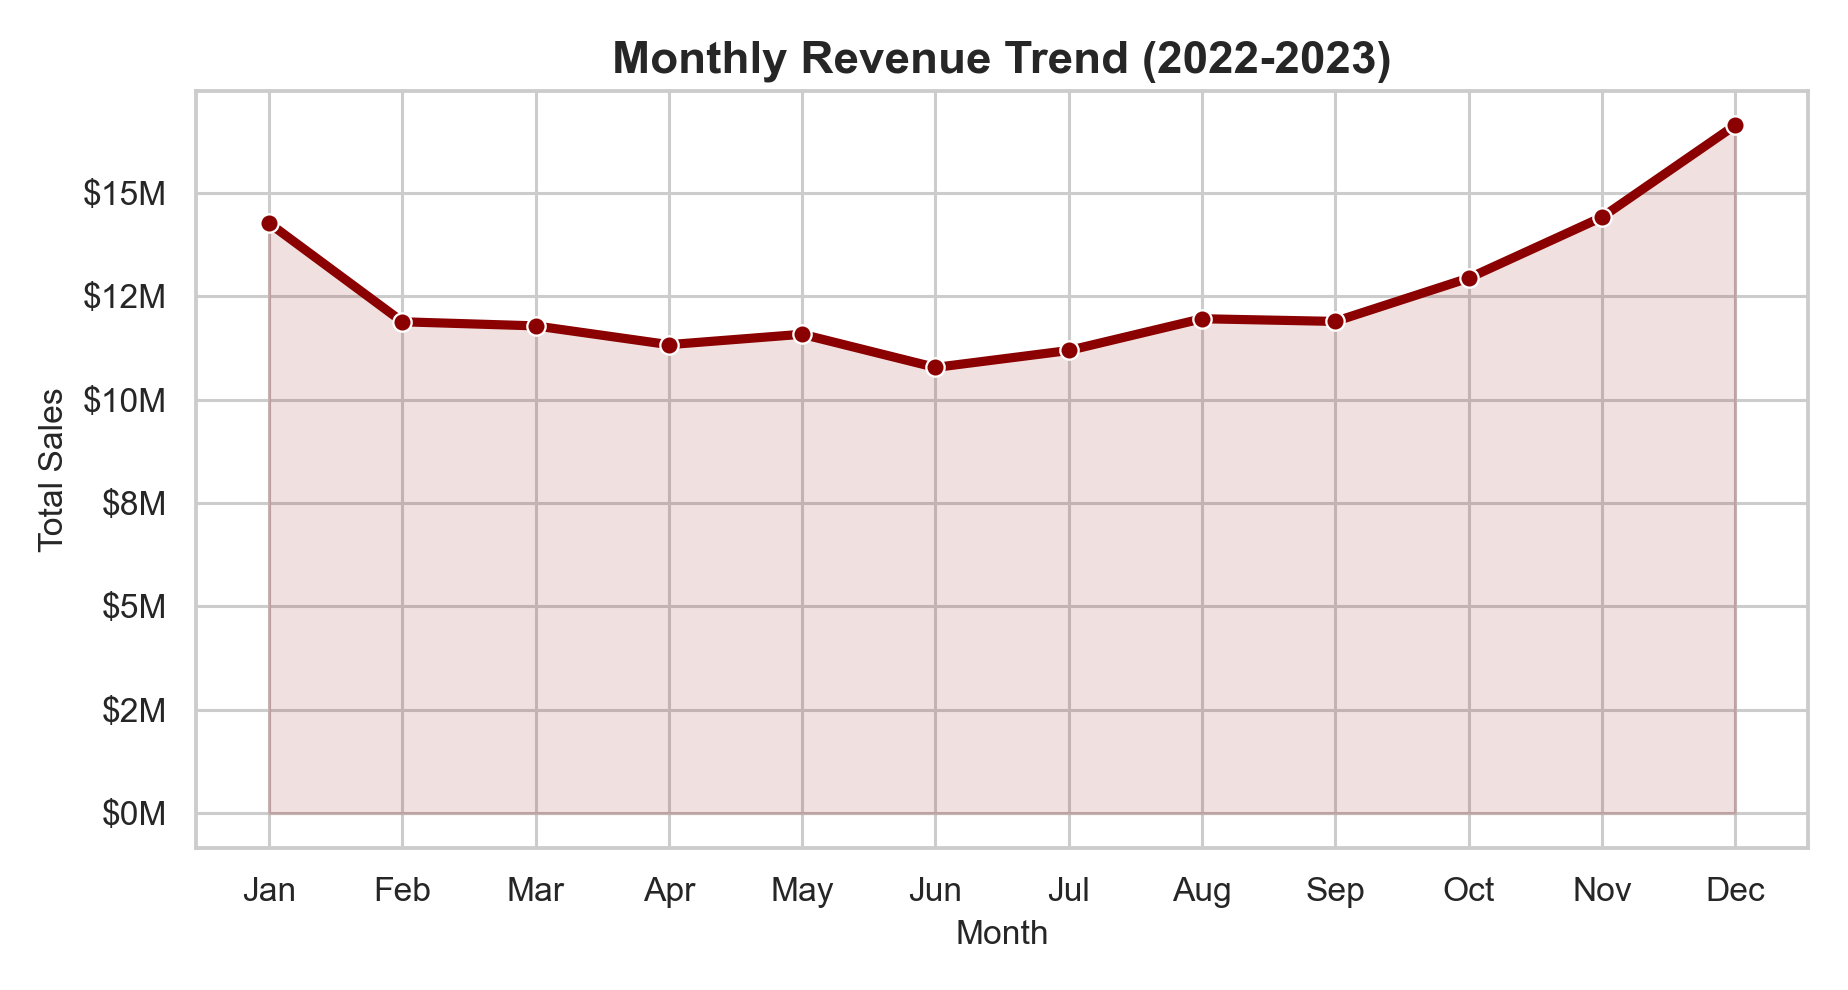 Monthly Revenue Trend (2022-2023)
Total Sales
$15M
$12M
$10M
$8M
$5M
$2M
$0M
Jan Feb Mar Apr May Jun Jul Aug Sep Oct Nov Dec
Month